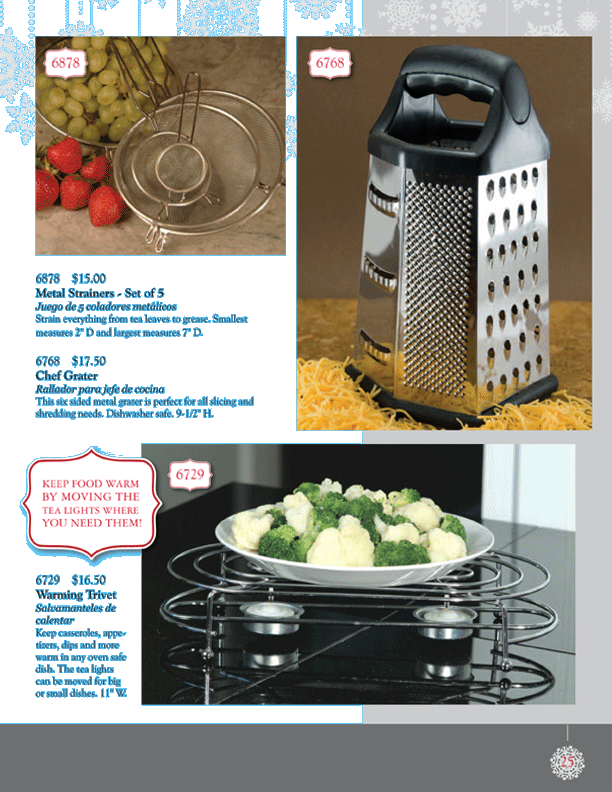 6878
6768
6878 $15.00
Metal Strainers - Set of 5
Juego de 5 coladores metálicos
Strain everything from tea leaves to grease. Smallest
measures 2" D and largest measures 7" D.
6768 $17.50
Chef Grater
Rallador para jefe de cocina
This six sided metal grater is perfect for all slicing and
shredding needs. Dishwasher safe. 9-1/2" H.
KEEP FOOD WARM
BY MOVING THE
TEA LIGHTS WHERE
YOU NEED THEM!
6729
6729 $16.50
Warming Trivet
Salvamanteles de
calentar
Keep casseroles, appe-
tizers, dips and more
warm in any oven safe
dish. The tea lights
can be moved for big
or small dishes. 11" W.
25